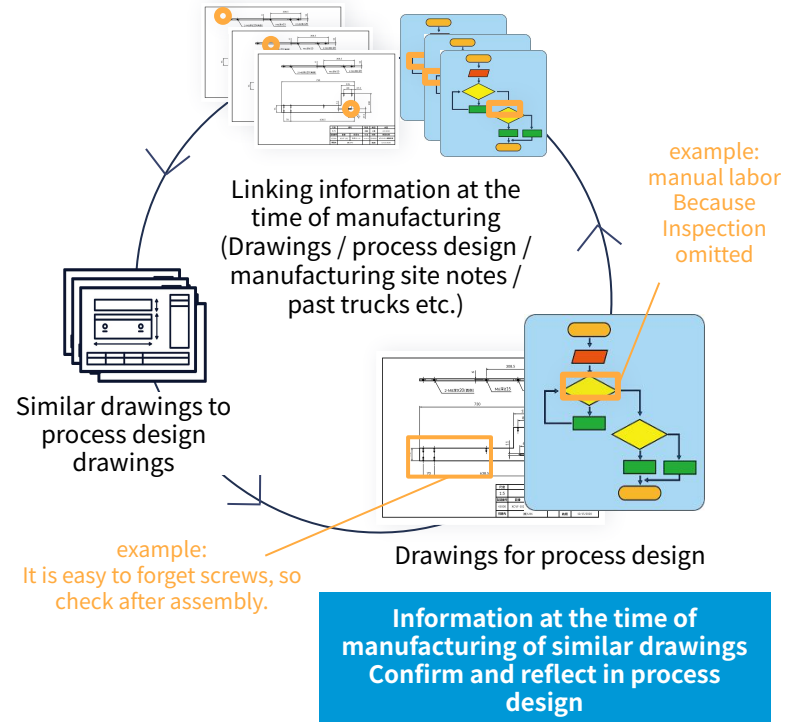 Linking information at the
time of manufacturing
(Drawings / process design /
manufacturing site notes /
past trucks etc.)
example:
manual labor
Because
Inspection
omitted
Similar drawings to
process design
drawings
example:
It is easy to forget screws, so
check after assembly.
Drawings for process design
Information at the time of
manufacturing of similar drawings
Confirm and reflect in process
design